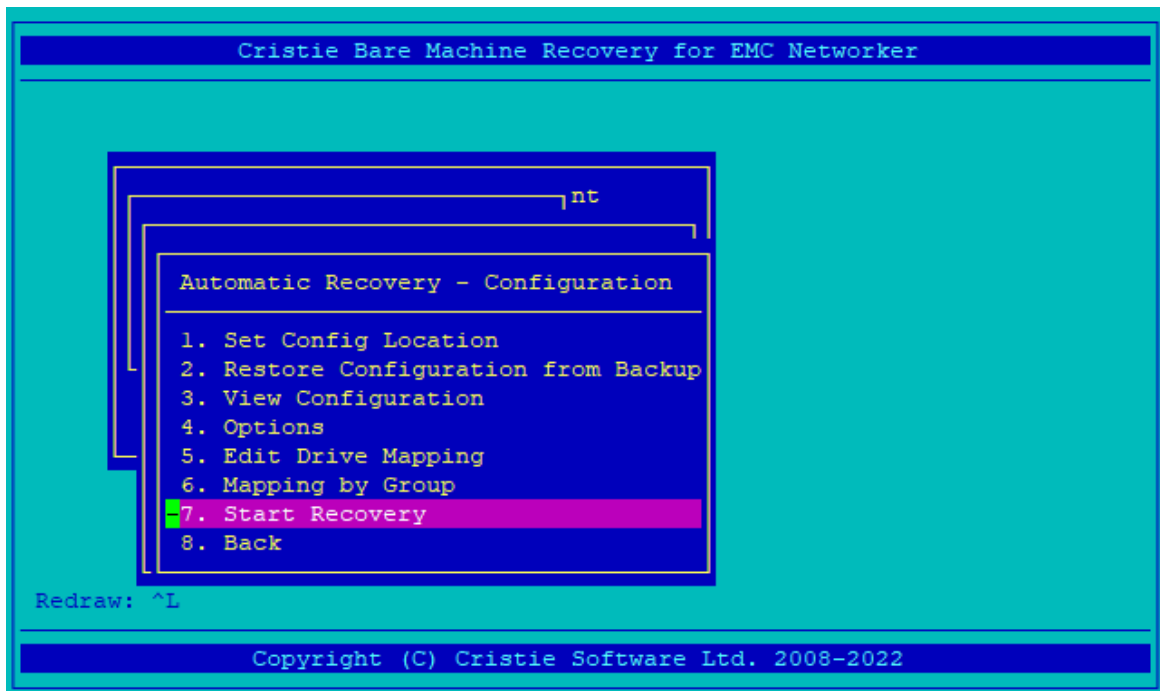 Cristie Bare Machine Recovery for EMC Networker
nt
Automatic Recovery - Configuration
1. Set Config Location
2. Restore Configuration from Backup
3. View Configuration
4. Options
5. Edit Drive Mapping
6. Mapping by Group
-7. Start Recovery
8. Back
Redraw: ^L
Copyright (C) Cristie Software Ltd. 2008-2022